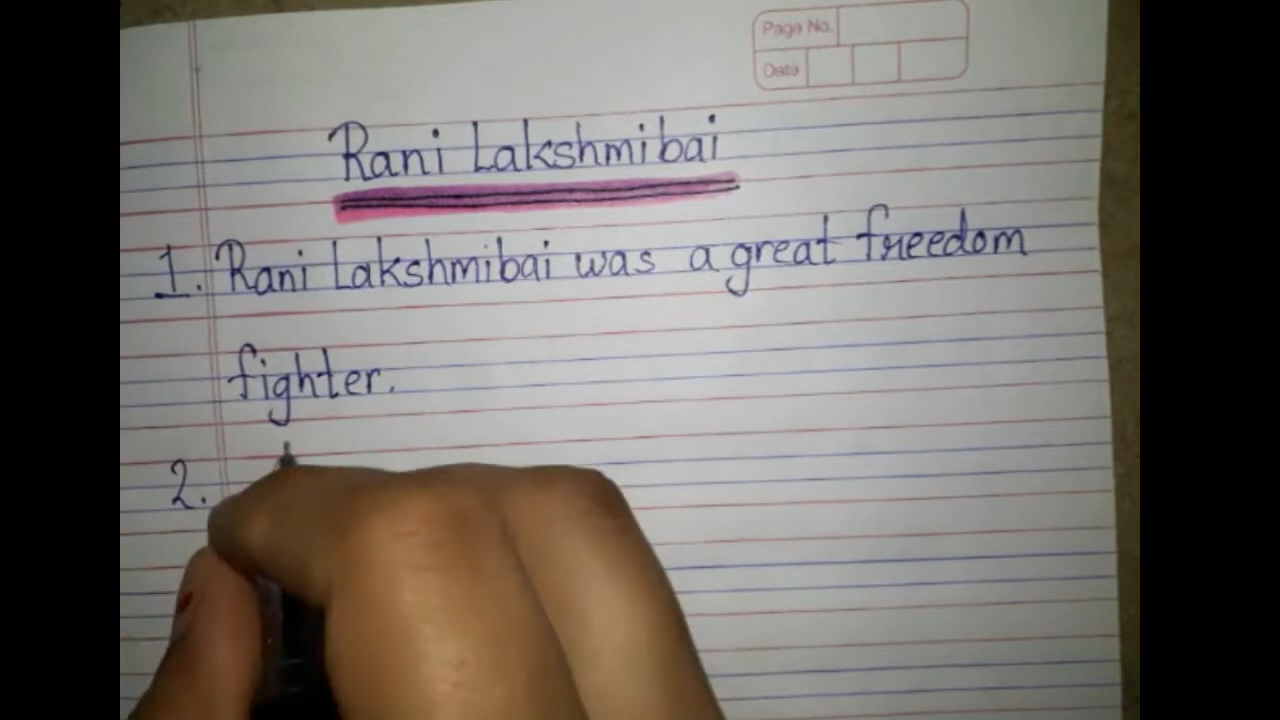 Page No.
Date
Rani Lakshmibai
1. Rani Lakshmibai was a great freedom
fighter.
2.